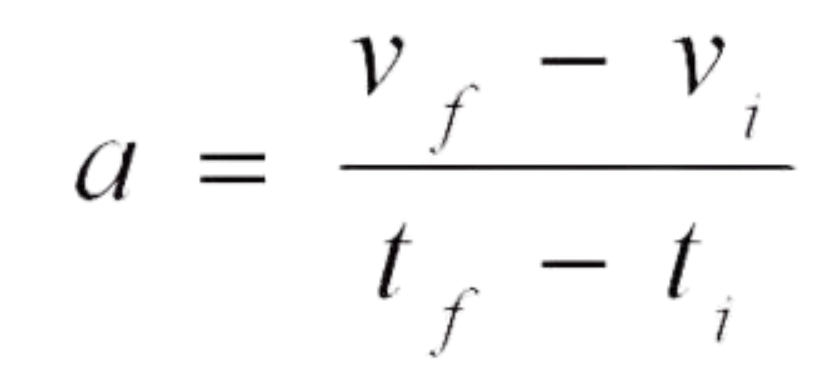 a = (v_f − v_i) / (t_f − t_i)